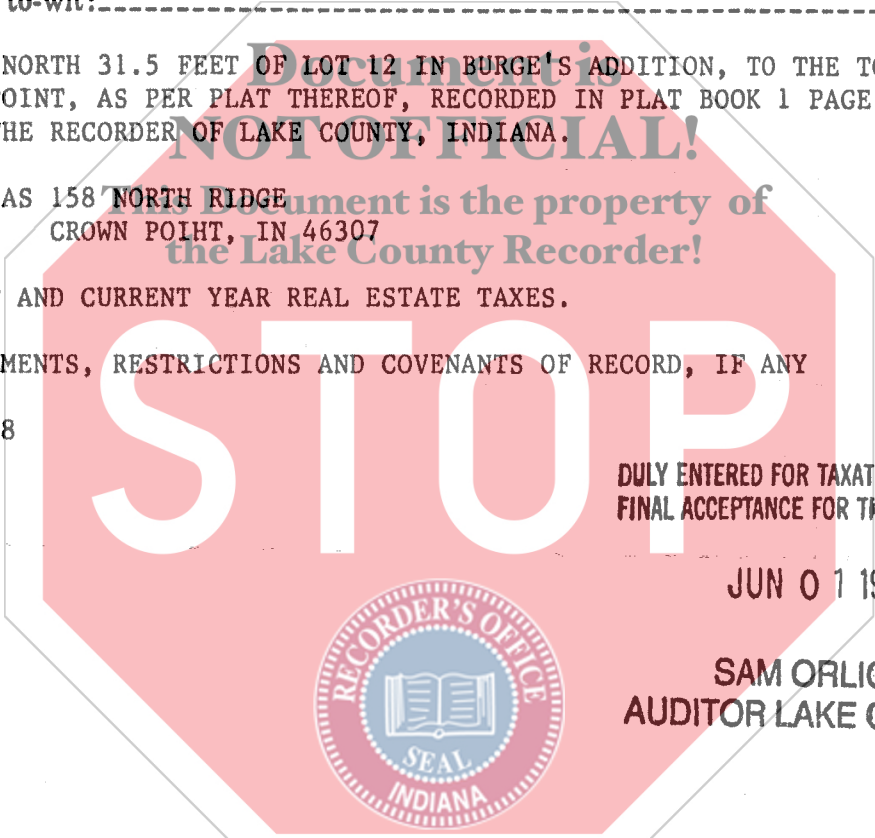 to-wit:
NORTH 31.5 FEET OF LOT 12 IN BURGE'S ADDITION, TO THE TO
OINT, AS PER PLAT THEREOF, RECORDED IN PLAT BOOK 1 PAGE
HE RECORDER OF LAKE COUNTY, INDIANA.
Document is
NOT OFFICIAL!
This Document is the property of
the Lake County Recorder!
AS 158 NORTH RIDGE
CROWN POIHT, IN 46307
AND CURRENT YEAR REAL ESTATE TAXES.
MENTS, RESTRICTIONS AND COVENANTS OF RECORD, IF ANY
8
STOP
DULY ENTERED FOR TAXAT
FINAL ACCEPTANCE FOR T
JUN 0 1 19
SAM ORLIC
AUDITOR LAKE C
RECORDER'S OFFICE
SEAL
INDIANA